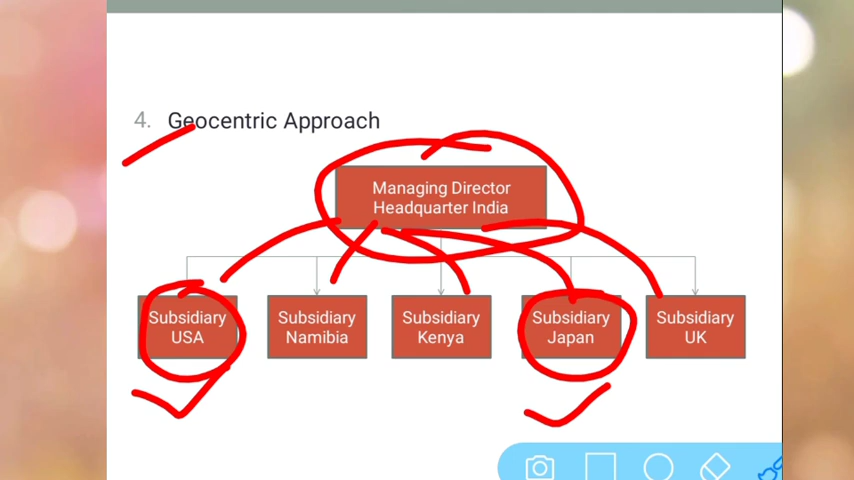 4. Geocentric Approach
Managing Director
Headquarter India
Subsidiary
USA
Subsidiary
Namibia
Subsidiary
Kenya
Subsidiary
Japan
Subsidiary
UK